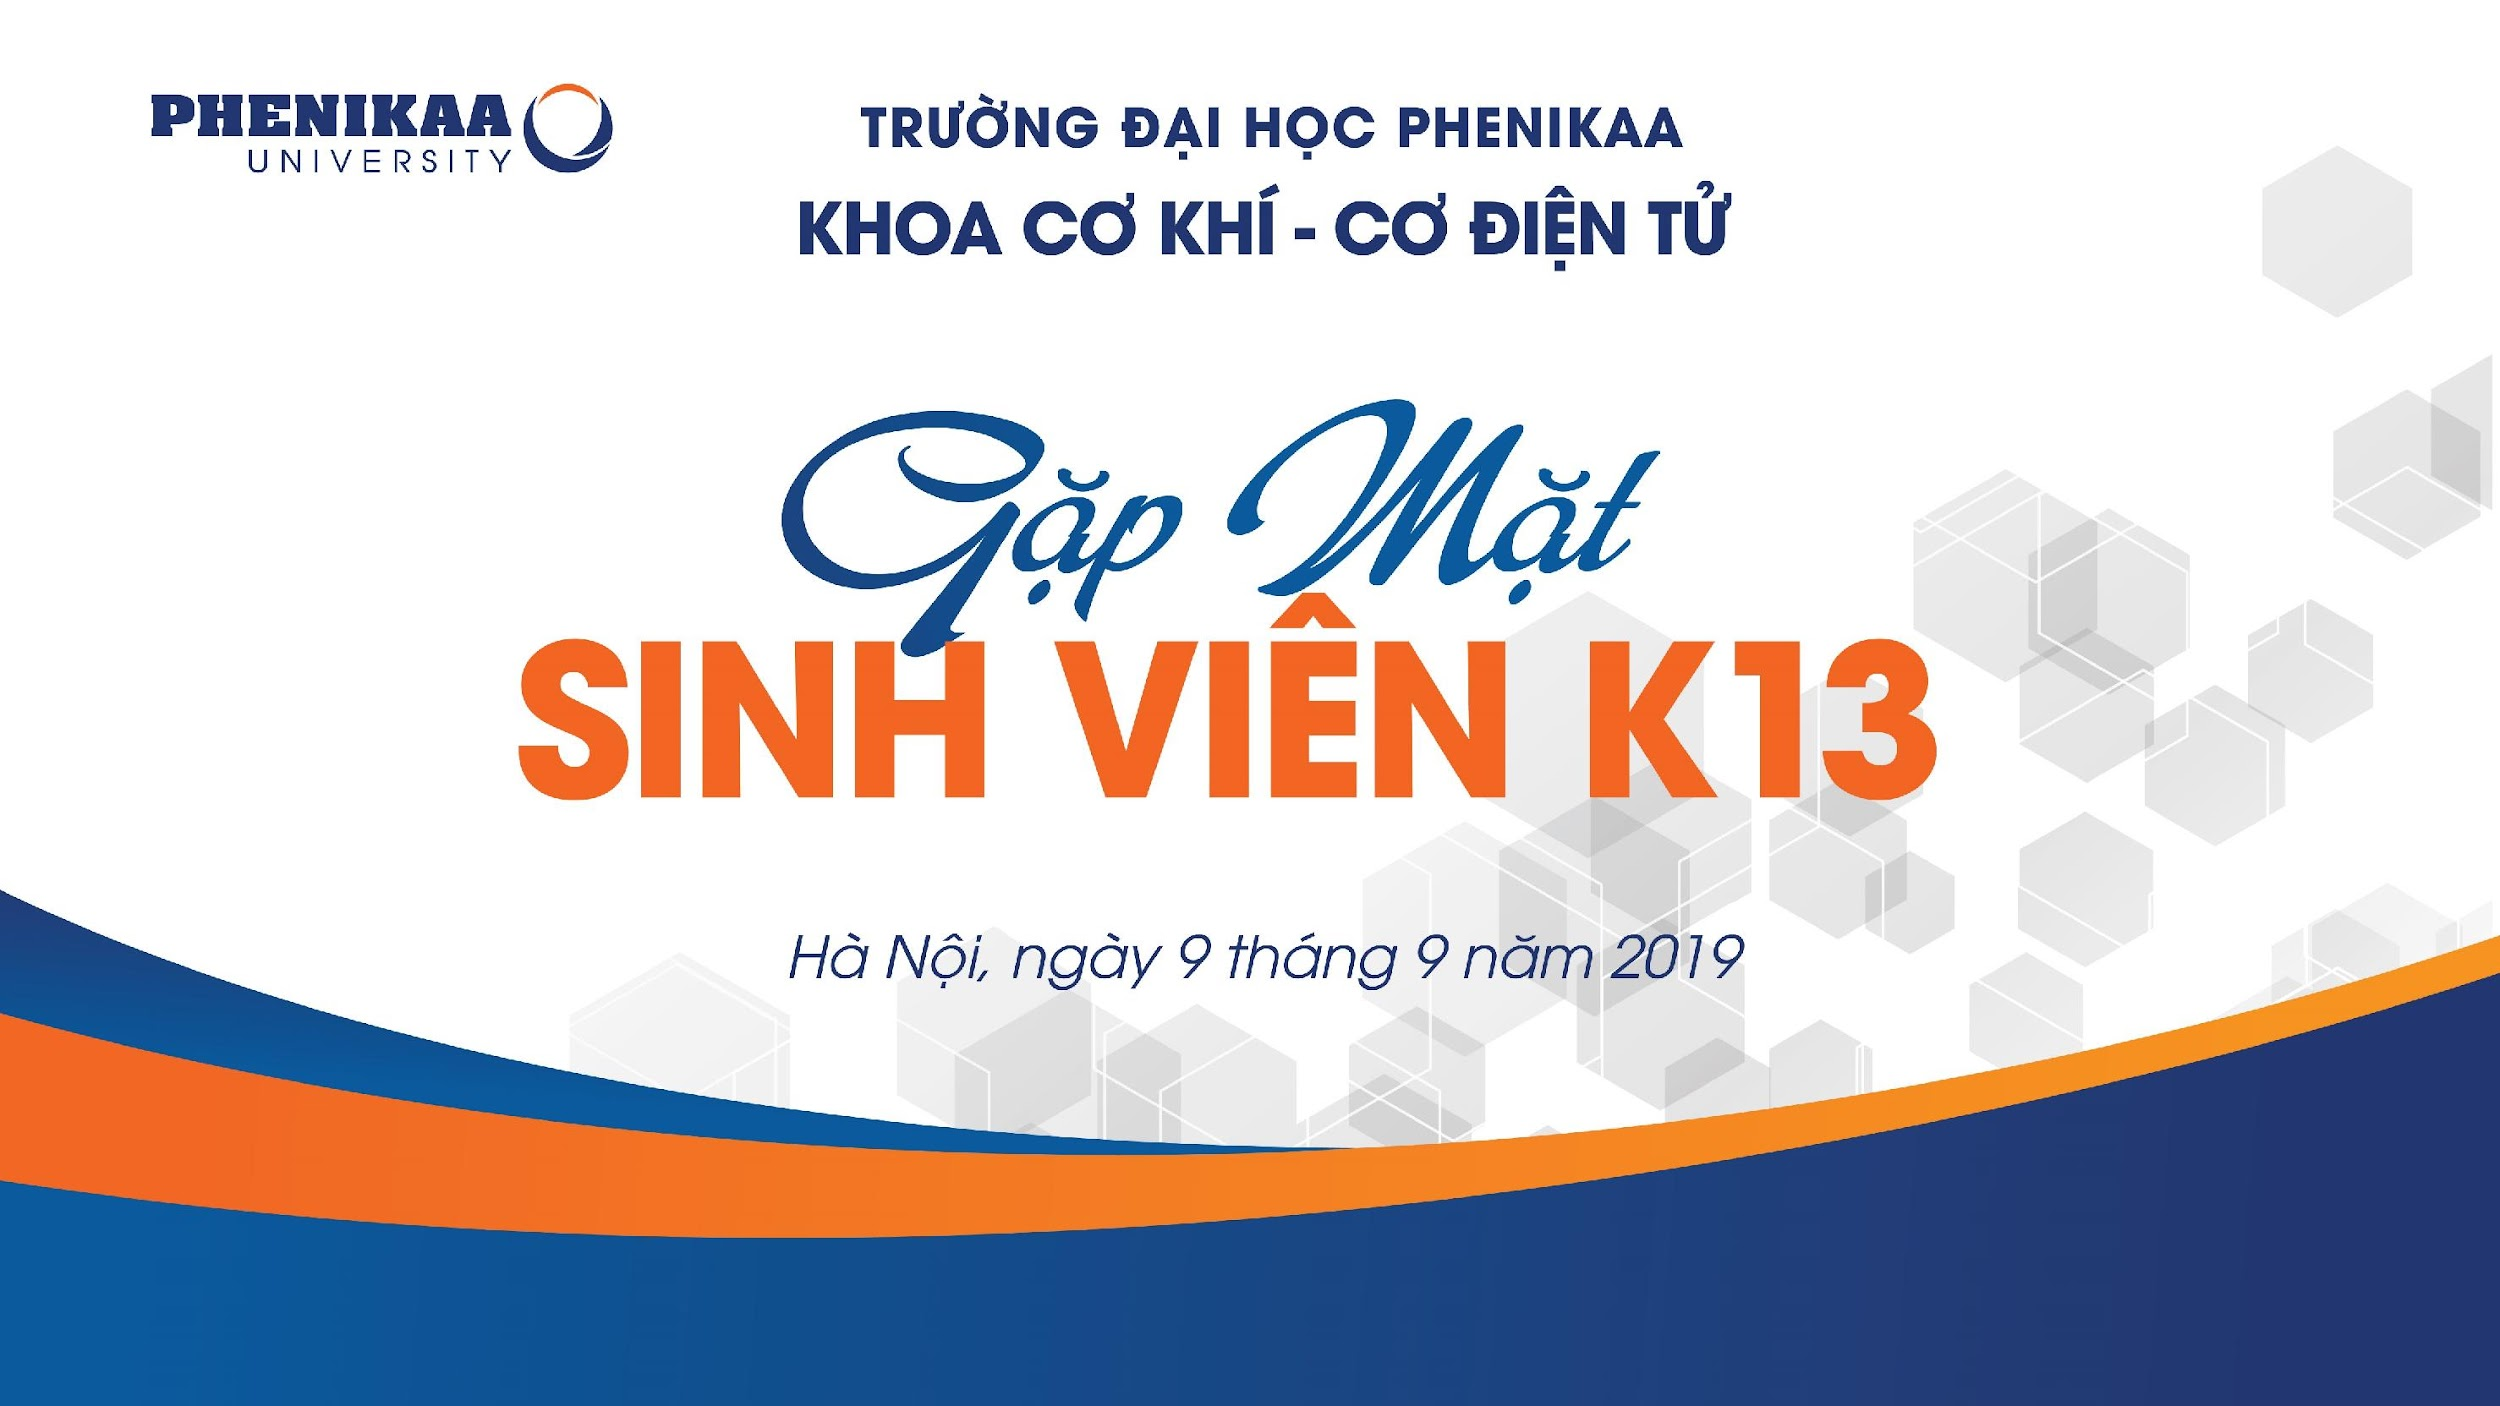 PHENIKAA
UNIVERSITY
TRƯỜNG ĐẠI HỌC PHENIKAA
KHOA CƠ KHÍ - CƠ ĐIỆN TỬ
Gặp Mặt
SINH VIÊN K13
Hà Nội, ngày 9 tháng 9 năm 2019